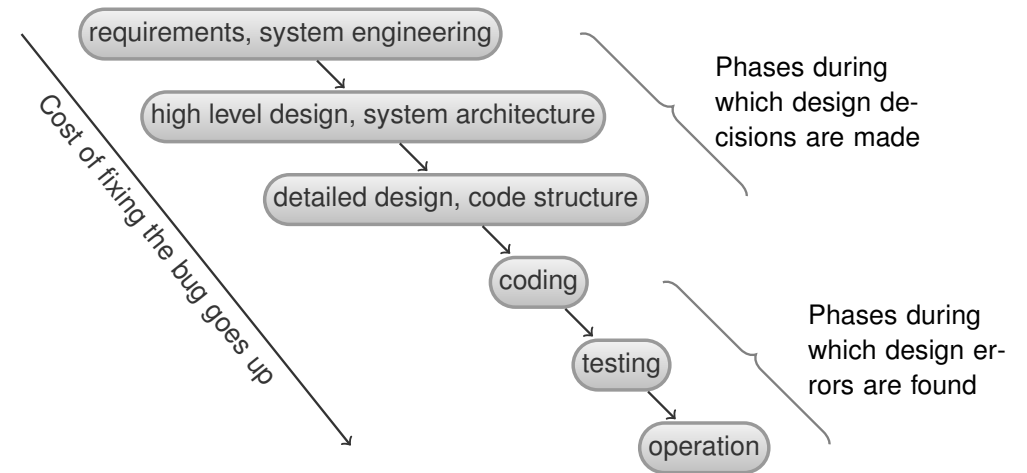 requirements, system engineering
Phases during
which design de-
cisions are made
high level design, system architecture
detailed design, code structure
Cost of fixing the bug goes up
coding
Phases during
which design er-
rors are found
testing
operation